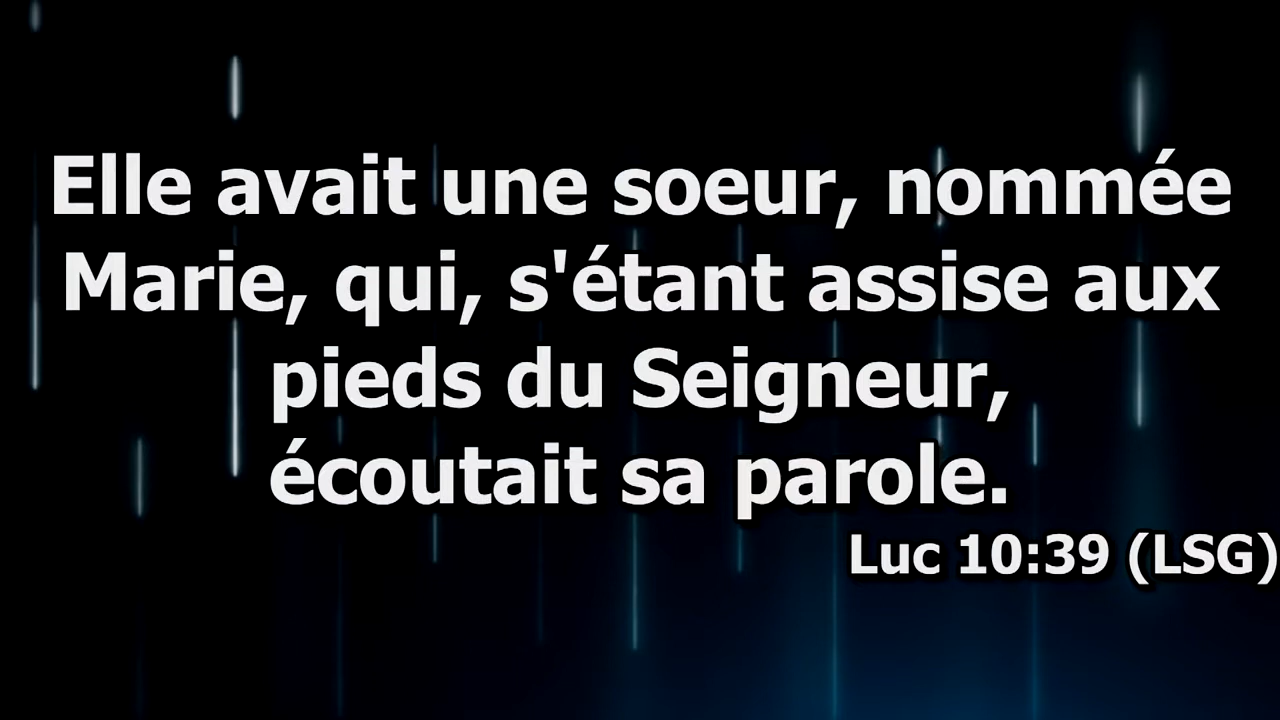 Elle avait une soeur, nommée
Marie, qui, s'étant assise aux
pieds du Seigneur,
écoutait sa parole.
Luc 10:39 (LSG)